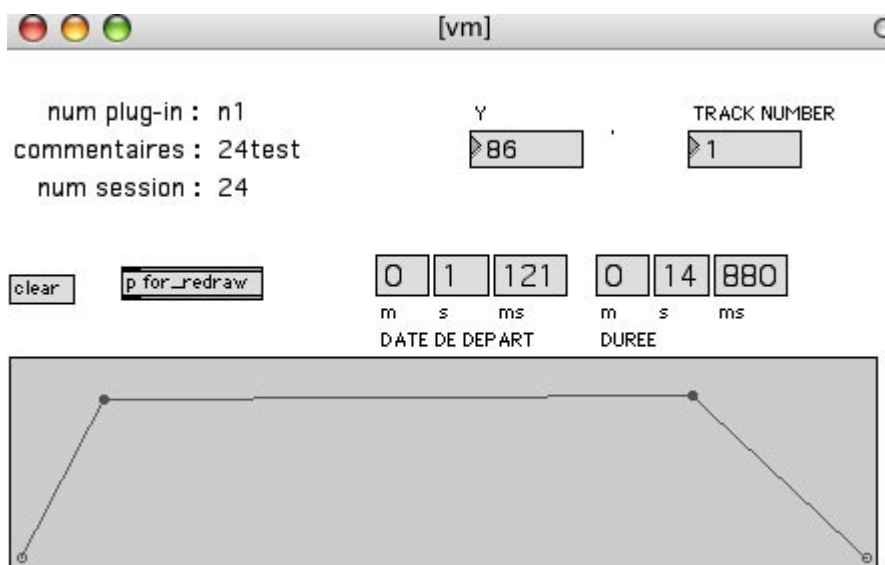 [vm]
num plug-in : n1
commentaires : 24test
num session : 24
Y
86
TRACK NUMBER
1
clear
p for_redraw
0 1 121
m s ms
DATE DE DEPART
0 14 880
m s ms
DUREE